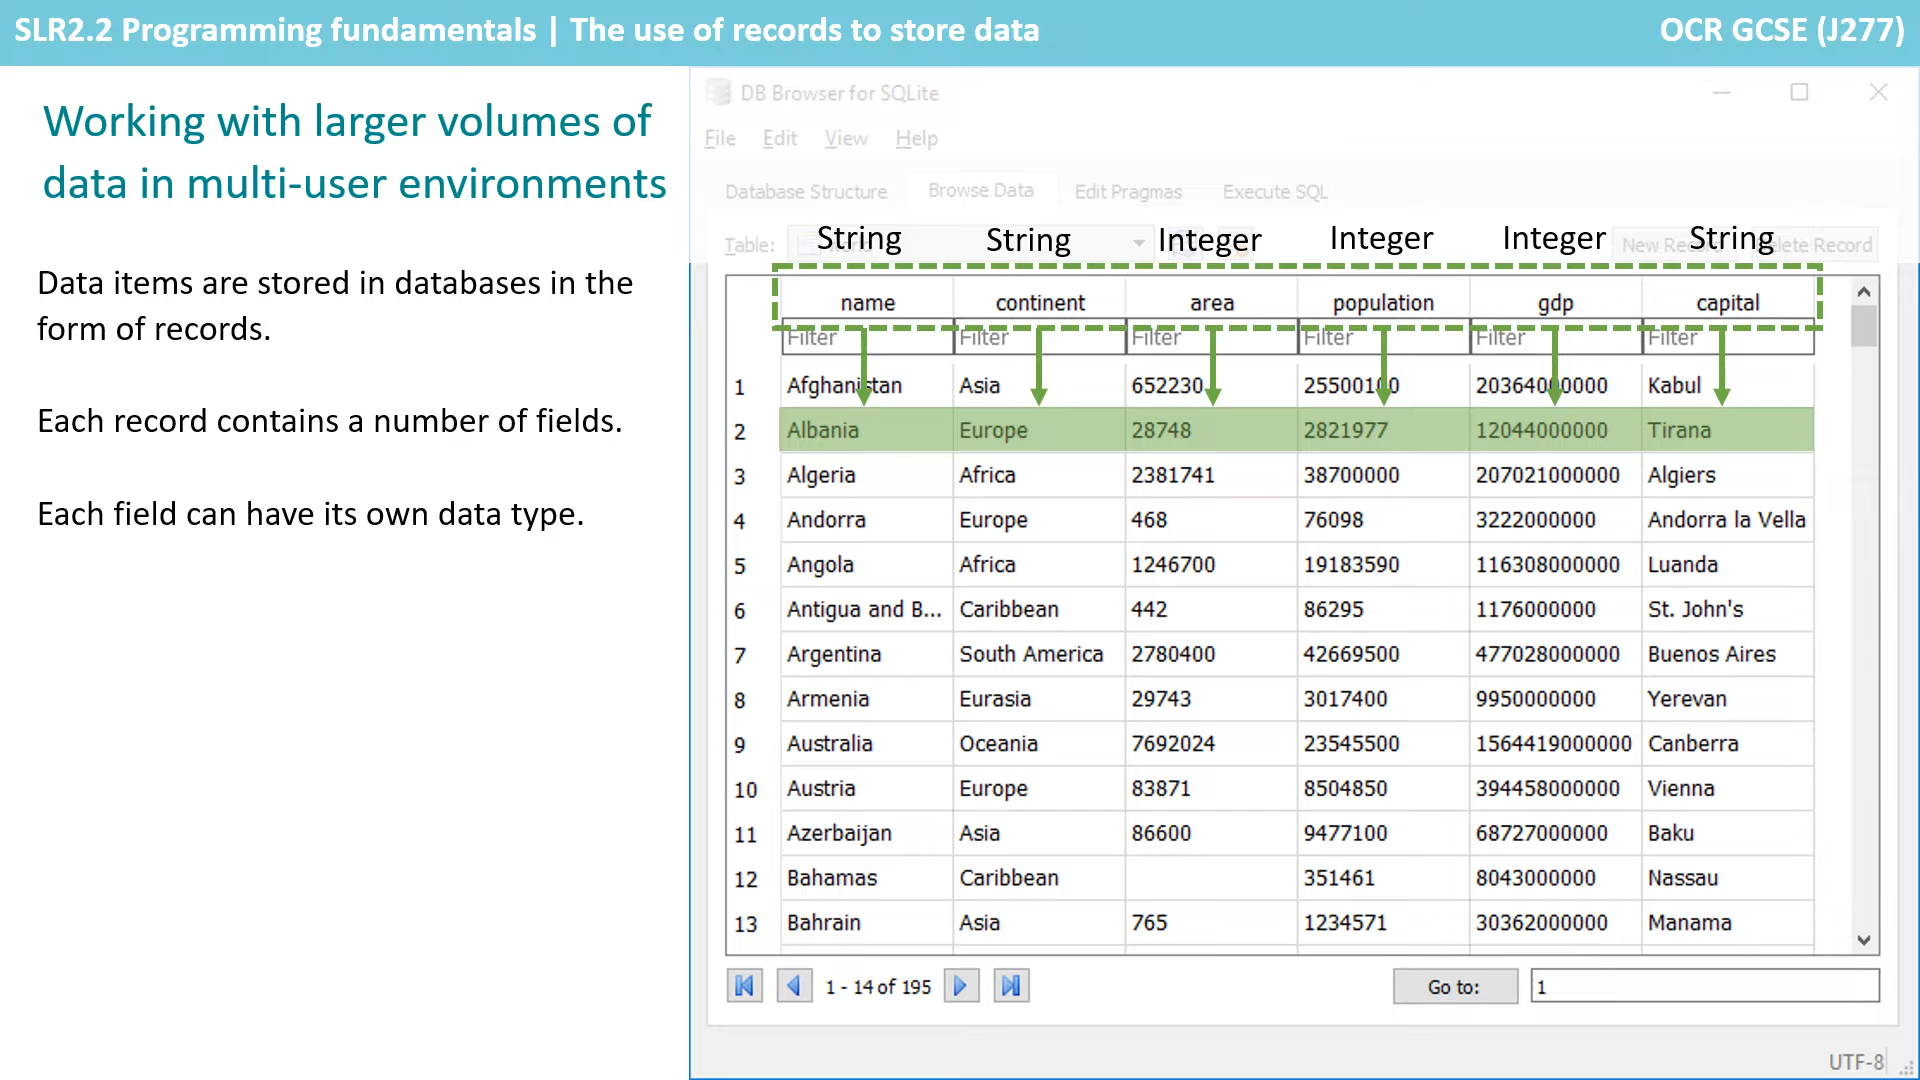 SLR2.2 Programming fundamentals | The use of records to store data
OCR GCSE (J277)
Working with larger volumes of
data in multi-user environments
Data items are stored in databases in the
form of records.
Each record contains a number of fields.
Each field can have its own data type.
DB Browser for SQLite
File Edit View Help
Database Structure Browse Data Edit Pragmas Execute SQL
Table: New Record Delete Record
String String Integer Integer Integer String
name continent area population gdp capital
Filter Filter Filter Filter Filter Filter
1 Afghanistan Asia 652230 25500100 20364000000 Kabul
2 Albania Europe 28748 2821977 12044000000 Tirana
3 Algeria Africa 2381741 38700000 207021000000 Algiers
4 Andorra Europe 468 76098 3222000000 Andorra la Vella
5 Angola Africa 1246700 19183590 116308000000 Luanda
6 Antigua and B... Caribbean 442 86295 1176000000 St. John's
7 Argentina South America 2780400 42669500 477028000000 Buenos Aires
8 Armenia Eurasia 29743 3017400 9950000000 Yerevan
9 Australia Oceania 7692024 23545500 1564419000000 Canberra
10 Austria Europe 83871 8504850 394458000000 Vienna
11 Azerbaijan Asia 86600 9477100 68727000000 Baku
12 Bahamas Caribbean 351461 8043000000 Nassau
13 Bahrain Asia 765 1234571 30362000000 Manama
1 - 14 of 195 Go to: 1
UTF-8